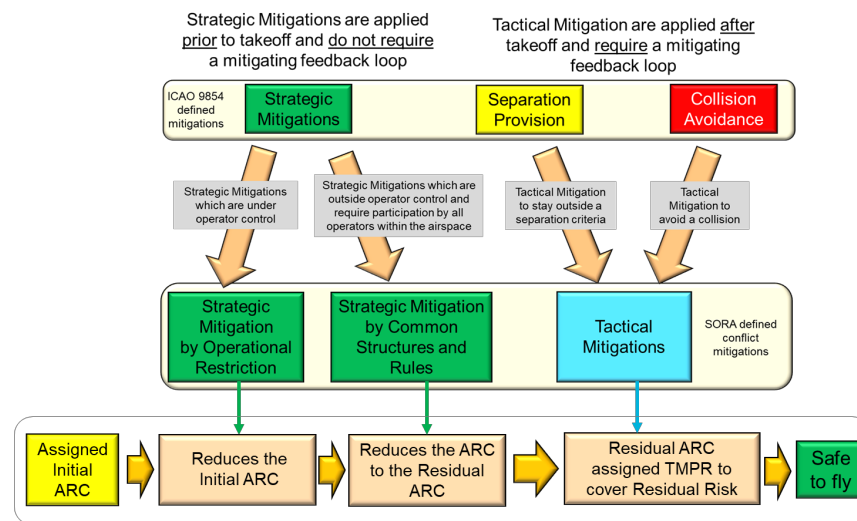 Strategic Mitigations are applied
prior to takeoff and do not require
a mitigating feedback loop
Tactical Mitigation are applied after
takeoff and require a mitigating
feedback loop
ICAO 9854
defined
mitigations
Strategic
Mitigations
Separation
Provision
Collision
Avoidance
Strategic Mitigations
which are under
operator control
Strategic Mitigations which are
outside operator control and
require participation by all
operators within the airspace
Tactical Mitigation to
stay outside a
separation criteria
Tactical
Mitigation to
avoid a collision
Strategic
Mitigation
by Operational
Restriction
Strategic Mitigation
by Common
Structures and
Rules
Tactical
Mitigations
SORA defined
conflict
mitigations
Assigned
Initial
ARC
Reduces the
Initial ARC
Reduces the ARC
to the Residual
ARC
Residual ARC
assigned TMPR to
cover Residual Risk
Safe
to fly